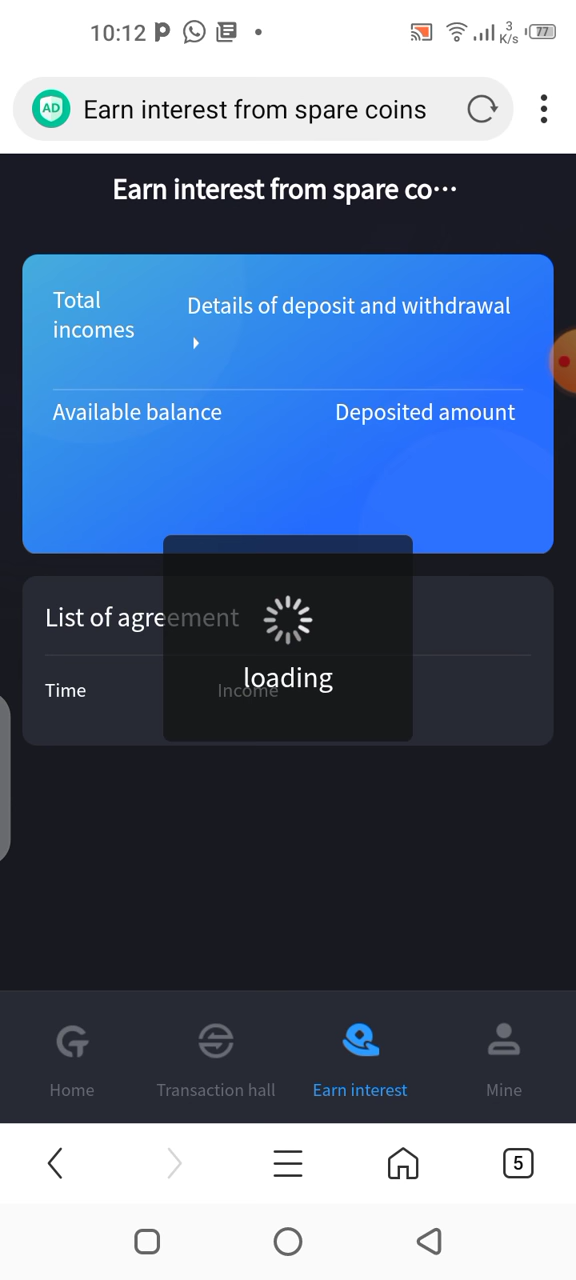 10:12
3
K/s
77
AD
Earn interest from spare coins
Earn interest from spare co···
Total
incomes
Details of deposit and withdrawal
Available balance
Deposited amount
List of agreement
loading
Time
Income
Home
Transaction hall
Earn interest
Mine
5